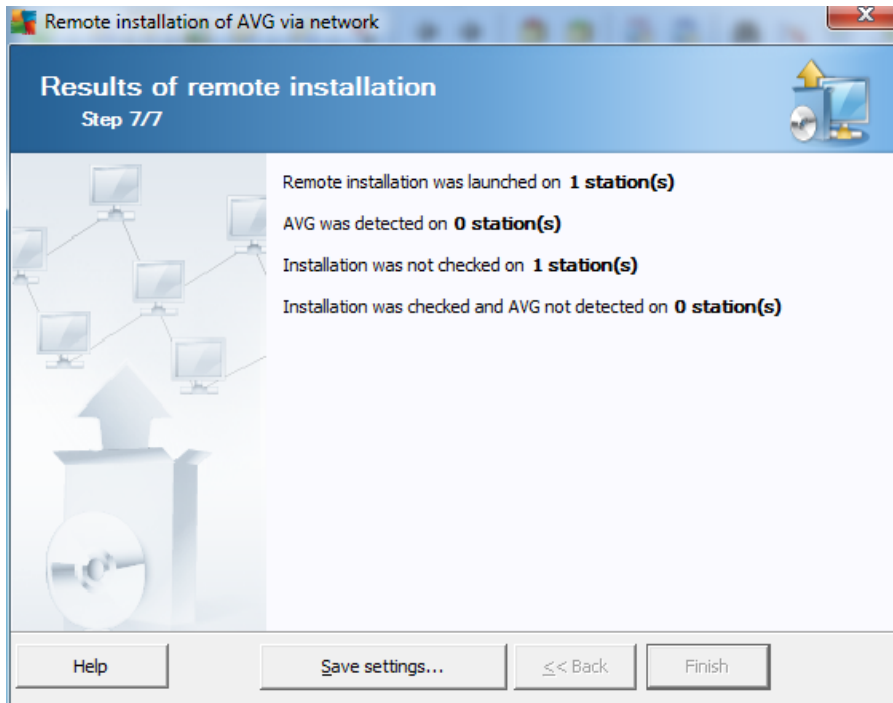 Remote installation of AVG via network
Results of remote installation
Step 7/7
Remote installation was launched on 1 station(s)
AVG was detected on 0 station(s)
Installation was not checked on 1 station(s)
Installation was checked and AVG not detected on 0 station(s)
Help
Save settings...
<< Back
Finish